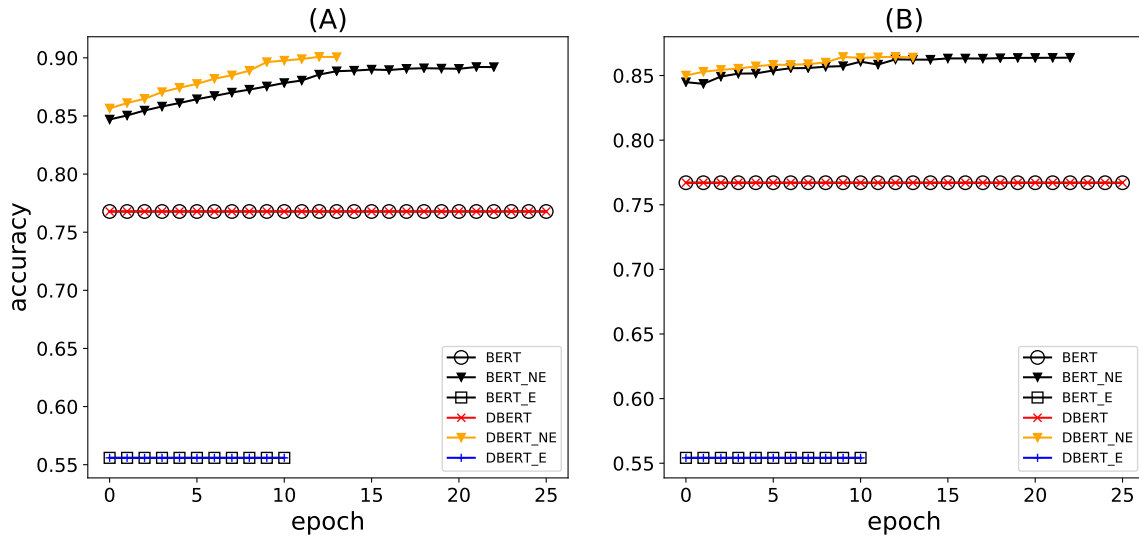 (A)
accuracy
0.90
0.85
0.80
0.75
0.70
0.65
0.60
0.55
BERT
BERT_NE
BERT_E
DBERT
DBERT_NE
DBERT_E
0 5 10 15 20 25
epoch
(B)
0.85
0.80
0.75
0.70
0.65
0.60
0.55
BERT
BERT_NE
BERT_E
DBERT
DBERT_NE
DBERT_E
0 5 10 15 20 25
epoch